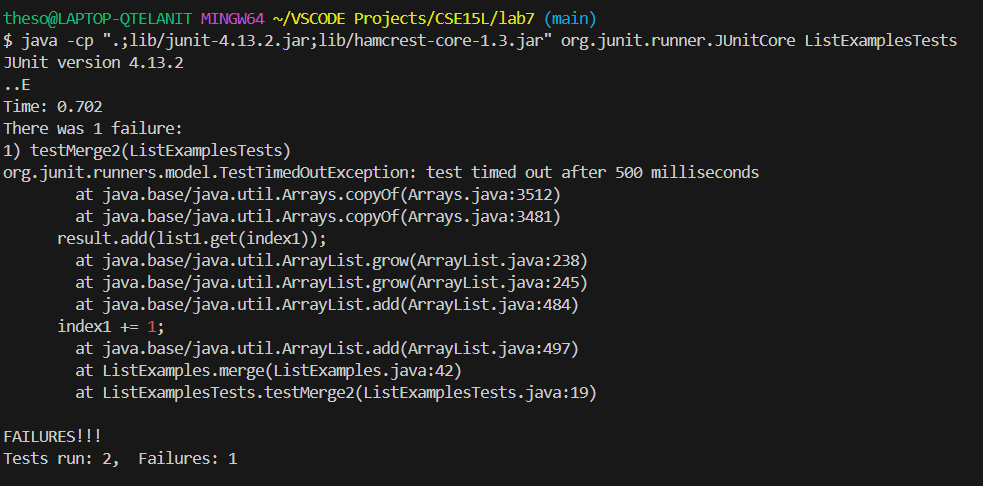 theso@LAPTOP-QTELANIT MINGW64 ~/VSCODE Projects/CSE15L/lab7 (main)
$ java -cp ".;lib/junit-4.13.2.jar;lib/hamcrest-core-1.3.jar" org.junit.runner.JUnitCore ListExamplesTests
JUnit version 4.13.2
..E
Time: 0.702
There was 1 failure:
1) testMerge2(ListExamplesTests)
org.junit.runners.model.TestTimedOutException: test timed out after 500 milliseconds
        at java.base/java.util.Arrays.copyOf(Arrays.java:3512)
        at java.base/java.util.Arrays.copyOf(Arrays.java:3481)
      result.add(list1.get(index1));
        at java.base/java.util.ArrayList.grow(ArrayList.java:238)
        at java.base/java.util.ArrayList.grow(ArrayList.java:245)
        at java.base/java.util.ArrayList.add(ArrayList.java:484)
      index1 += 1;
        at java.base/java.util.ArrayList.add(ArrayList.java:497)
        at ListExamples.merge(ListExamples.java:42)
        at ListExamplesTests.testMerge2(ListExamplesTests.java:19)

FAILURES!!!
Tests run: 2,  Failures: 1